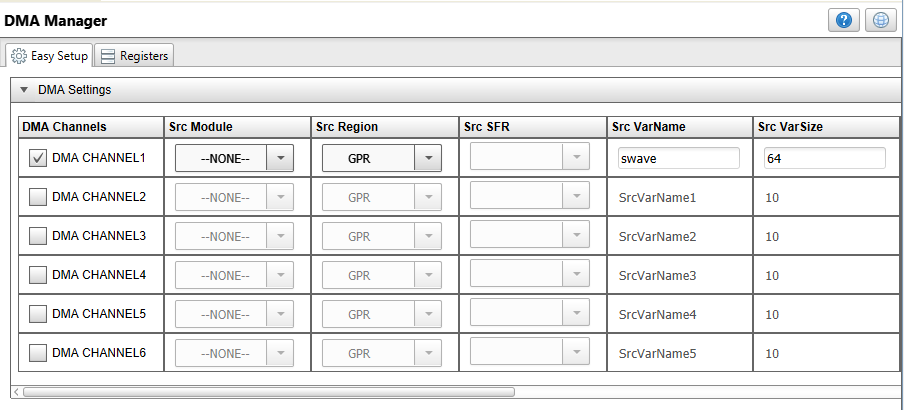 DMA Manager
Easy Setup Registers
DMA Settings
DMA Channels Src Module Src Region Src SFR Src VarName Src VarSize
DMA CHANNEL1 --NONE-- GPR swave 64
DMA CHANNEL2 --NONE-- GPR SrcVarName1 10
DMA CHANNEL3 --NONE-- GPR SrcVarName2 10
DMA CHANNEL4 --NONE-- GPR SrcVarName3 10
DMA CHANNEL5 --NONE-- GPR SrcVarName4 10
DMA CHANNEL6 --NONE-- GPR SrcVarName5 10